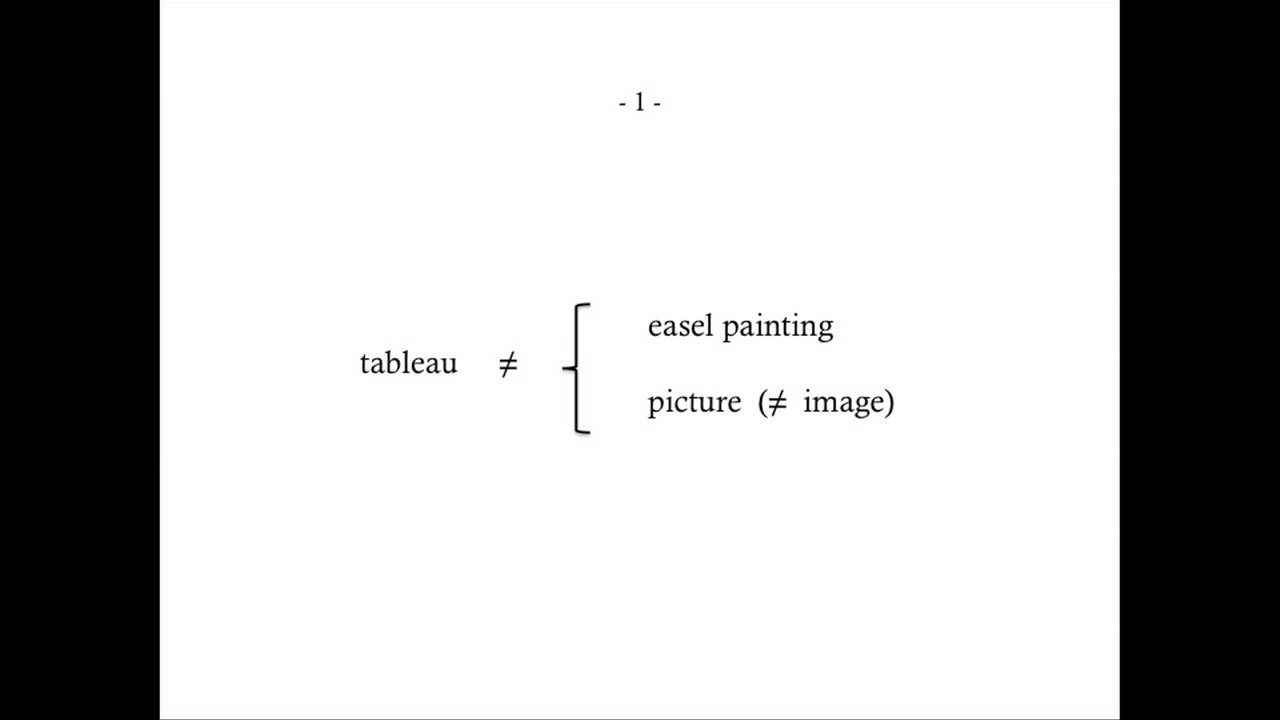 - 1 -
easel painting
tableau ≠
picture (≠ image)